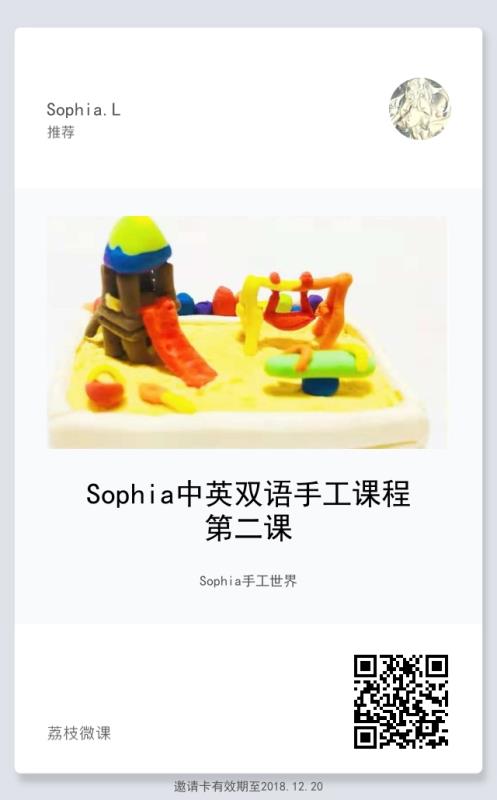 Sophia.L
推荐
Sophia中英双语手工课程
第二课
Sophia手工世界
荔枝微课
邀请卡有效期至2018.12.20